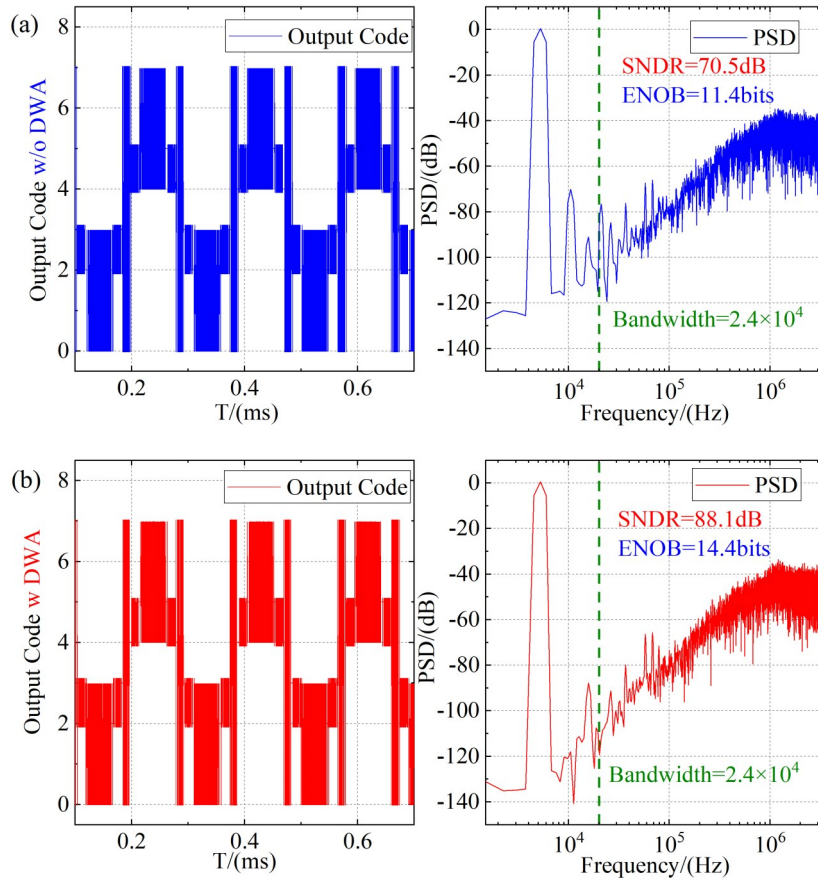 (a)
Output Code w/o DWA
8
6
4
2
0
Output Code
0.2
0.4
0.6
T/(ms)
PSD/(dB)
0
-20
-40
-60
-80
-100
-120
-140
PSD
SNDR=70.5dB
ENOB=11.4bits
Bandwidth=2.4×10⁴
10⁴
10⁵
10⁶
Frequency/(Hz)
(b)
Output Code w DWA
8
6
4
2
0
Output Code
0.2
0.4
0.6
T/(ms)
PSD/(dB)
0
-20
-40
-60
-80
-100
-120
-140
PSD
SNDR=88.1dB
ENOB=14.4bits
Bandwidth=2.4×10⁴
10⁴
10⁵
10⁶
Frequency/(Hz)